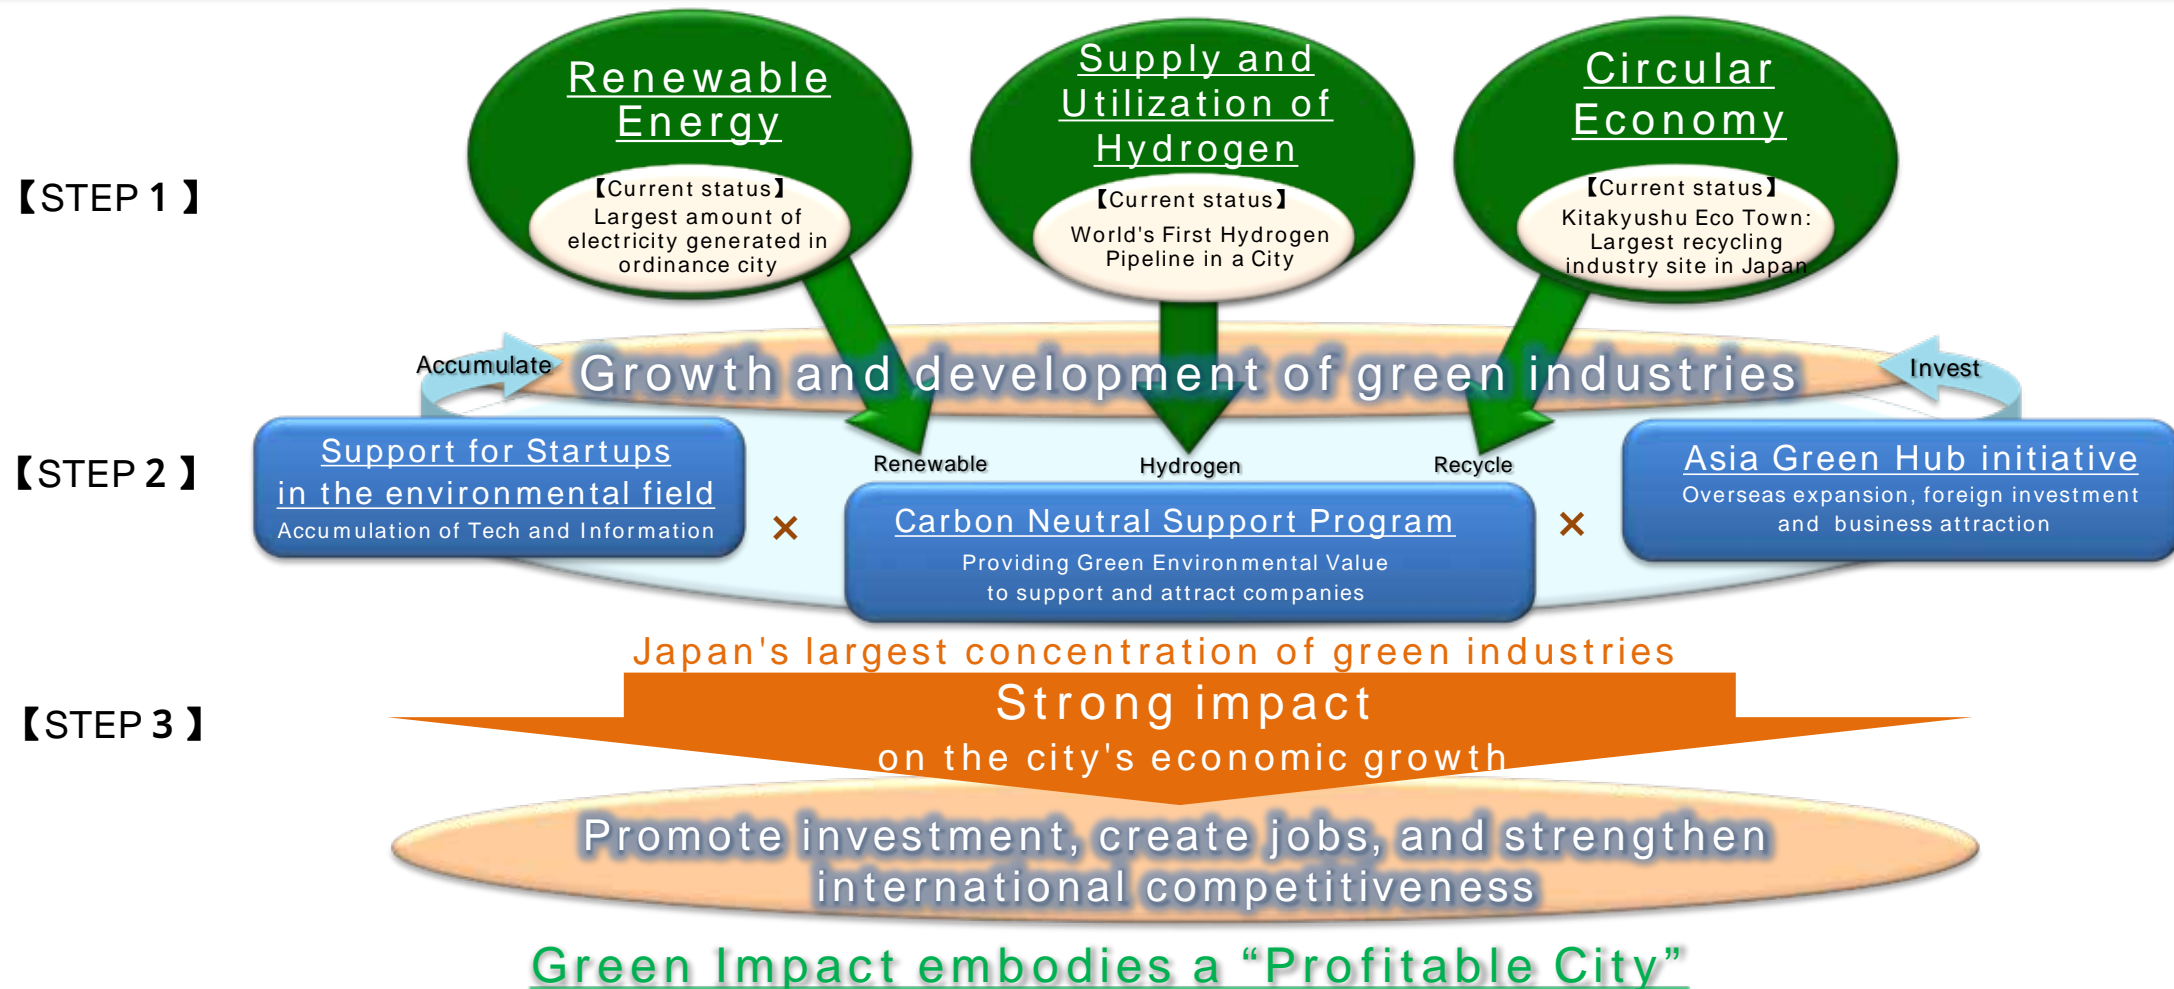 【STEP 1 】
Renewable
Energy
【Current status】
Largest amount of
electricity generated in
ordinance city
Supply and
Utilization of
Hydrogen
【Current status】
World's First Hydrogen
Pipeline in a City
Circular
Economy
【Current status】
Kitakyushu Eco Town:
Largest recycling
industry site in Japan
Accumulate
Growth and development of green industries
Invest
【STEP 2 】
Support for Startups
in the environmental field
Accumulation of Tech and Information
×
Renewable
Hydrogen
Recycle
Carbon Neutral Support Program
Providing Green Environmental Value
to support and attract companies
×
Asia Green Hub initiative
Overseas expansion, foreign investment
and business attraction
Japan's largest concentration of green industries
【STEP 3 】
Strong impact
on the city's economic growth
Promote investment, create jobs, and strengthen
international competitiveness
Green Impact embodies a “Profitable City”